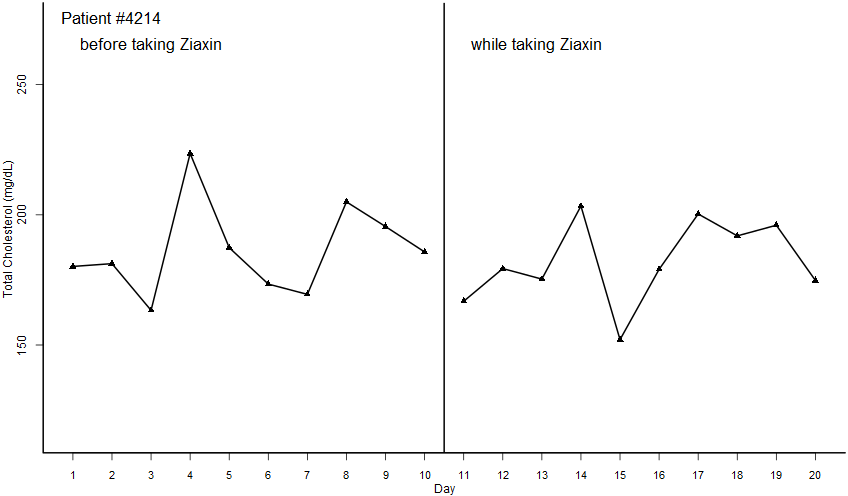 Patient #4214
before taking Ziaxin
while taking Ziaxin
250
200
150
Total Cholesterol (mg/dL)
1 2 3 4 5 6 7 8 9 10 11 12 13 14 15 16 17 18 19 20
Day